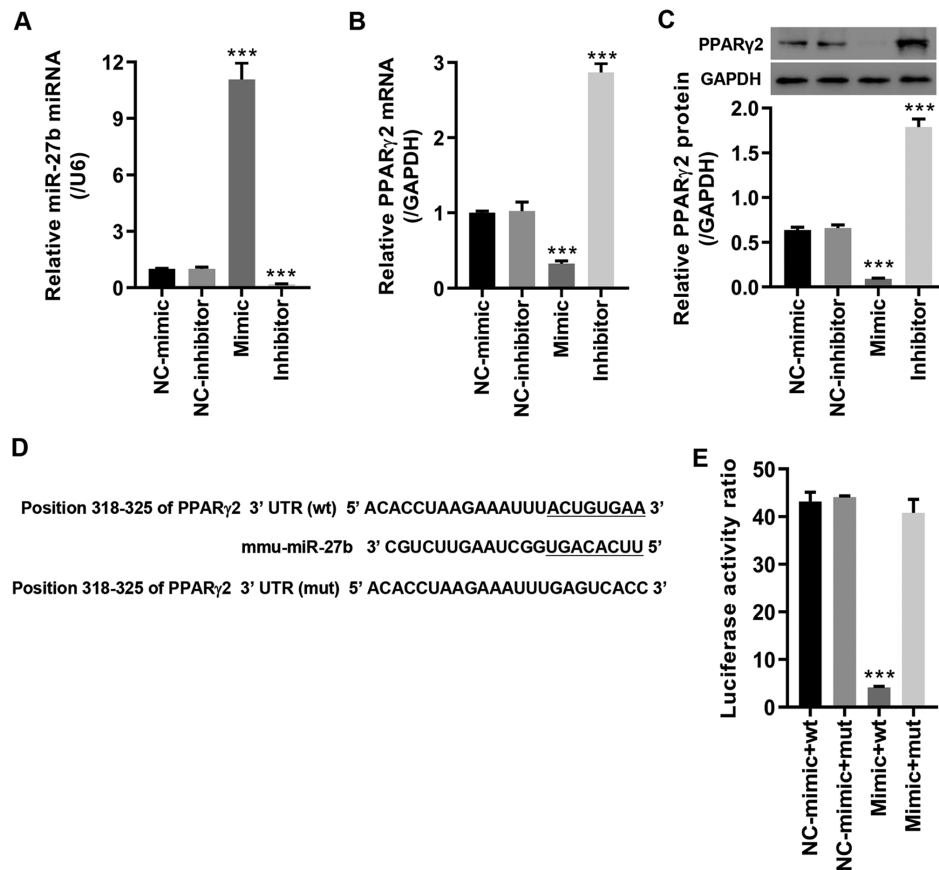 A
Relative miR-27b miRNA
(/U6)
12
9
6
3
0
***
***
NC-mimic
NC-inhibitor
Mimic
Inhibitor
B
Relative PPARγ2 mRNA
(/GAPDH)
3
2
1
0
***
***
NC-mimic
NC-inhibitor
Mimic
Inhibitor
C
PPARγ2
GAPDH
Relative PPARγ2 protein
(/GAPDH)
2.0
1.5
1.0
0.5
0.0
***
***
NC-mimic
NC-inhibitor
Mimic
Inhibitor
D
Position 318-325 of PPARγ2 3’ UTR (wt) 5’ ACACCUAAGAAAUUUACUGUGAA 3’
mmu-miR-27b 3’ CGUCUUGAAUCGGUGACACUU 5’
Position 318-325 of PPARγ2 3’ UTR (mut) 5’ ACACCUAAGAAAUUUGAGUCACC 3’
E
Luciferase activity ratio
50
40
30
20
10
0
***
NC-mimic+wt
NC-mimic+mut
Mimic+wt
Mimic+mut